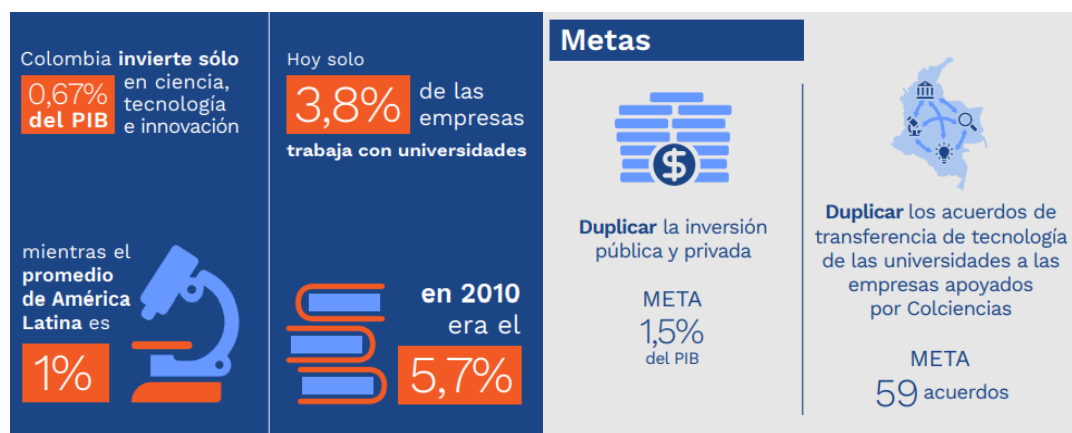 Colombia invierte sólo
0,67%
del PIB
en ciencia,
tecnología
e innovación
mientras el
promedio
de América
Latina es
1%
Hoy solo
3,8%
de las
empresas
trabaja con universidades
en 2010
era el
5,7%
Metas
$
Duplicar la inversión
pública y privada
META
1,5%
del PIB
Duplicar los acuerdos de
transferencia de tecnología
de las universidades a las
empresas apoyados
por Colciencias
META
59 acuerdos